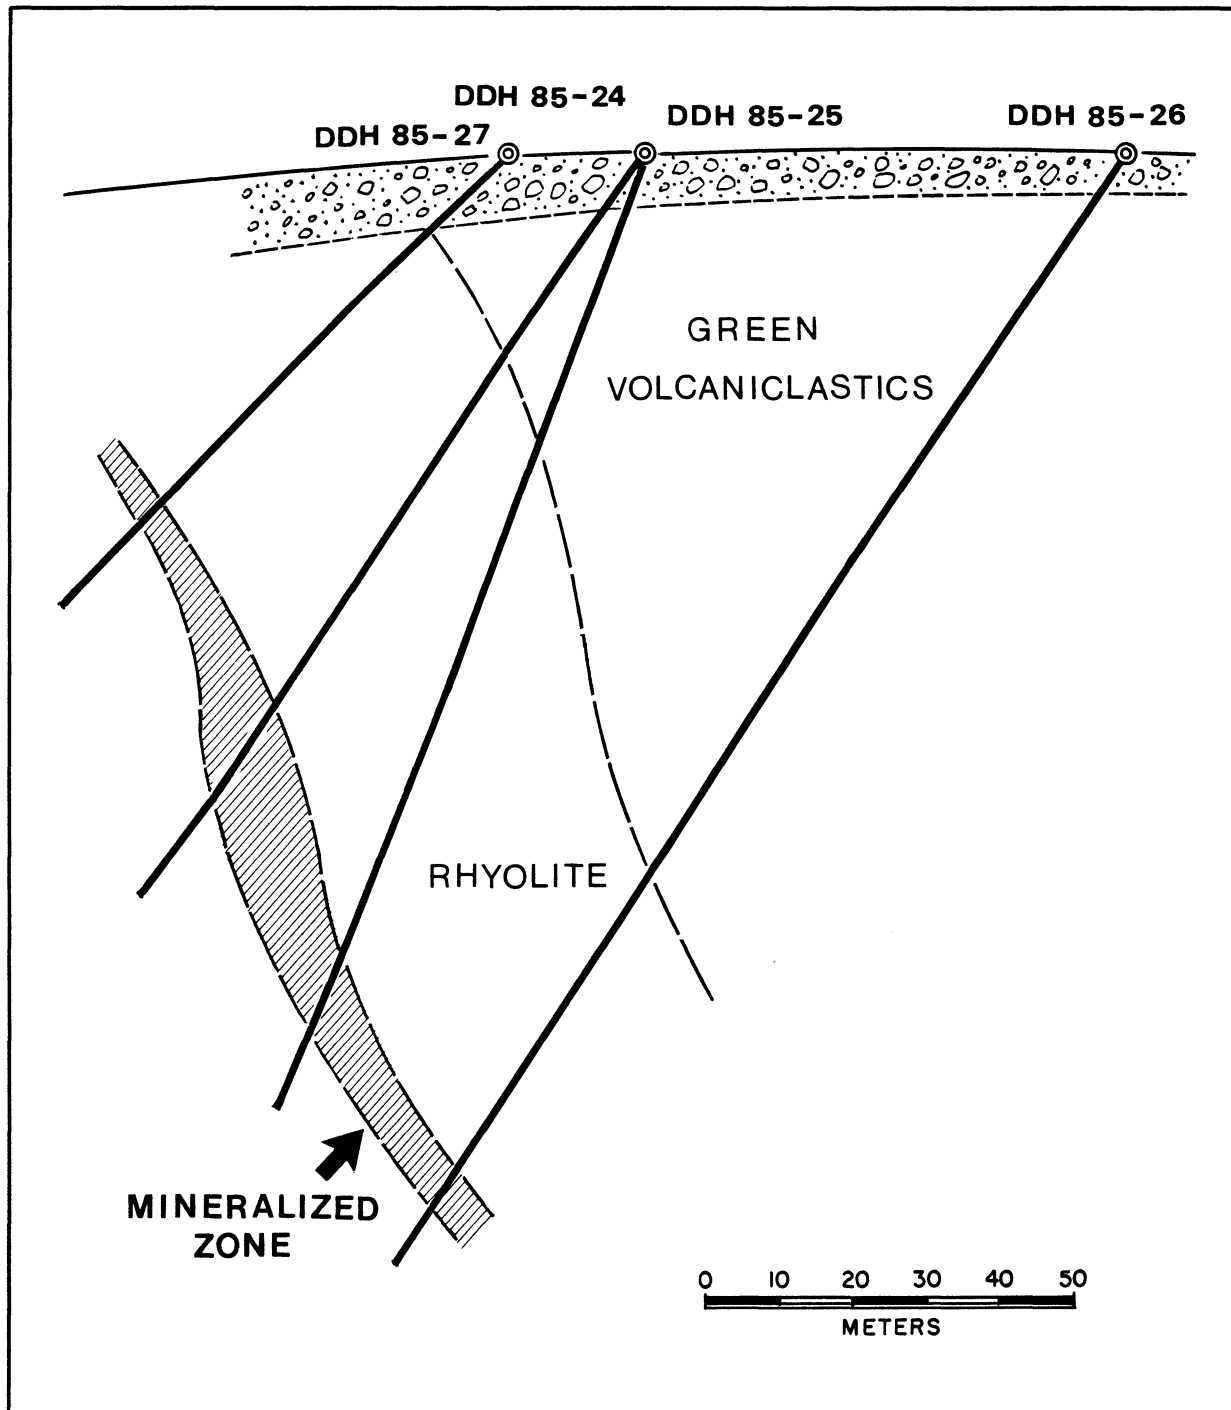 DDH 85-24
DDH 85-27
DDH 85-25
DDH 85-26
GREEN
VOLCANICLASTICS
RHYOLITE
MINERALIZED
ZONE
0 10 20 30 40 50
METERS